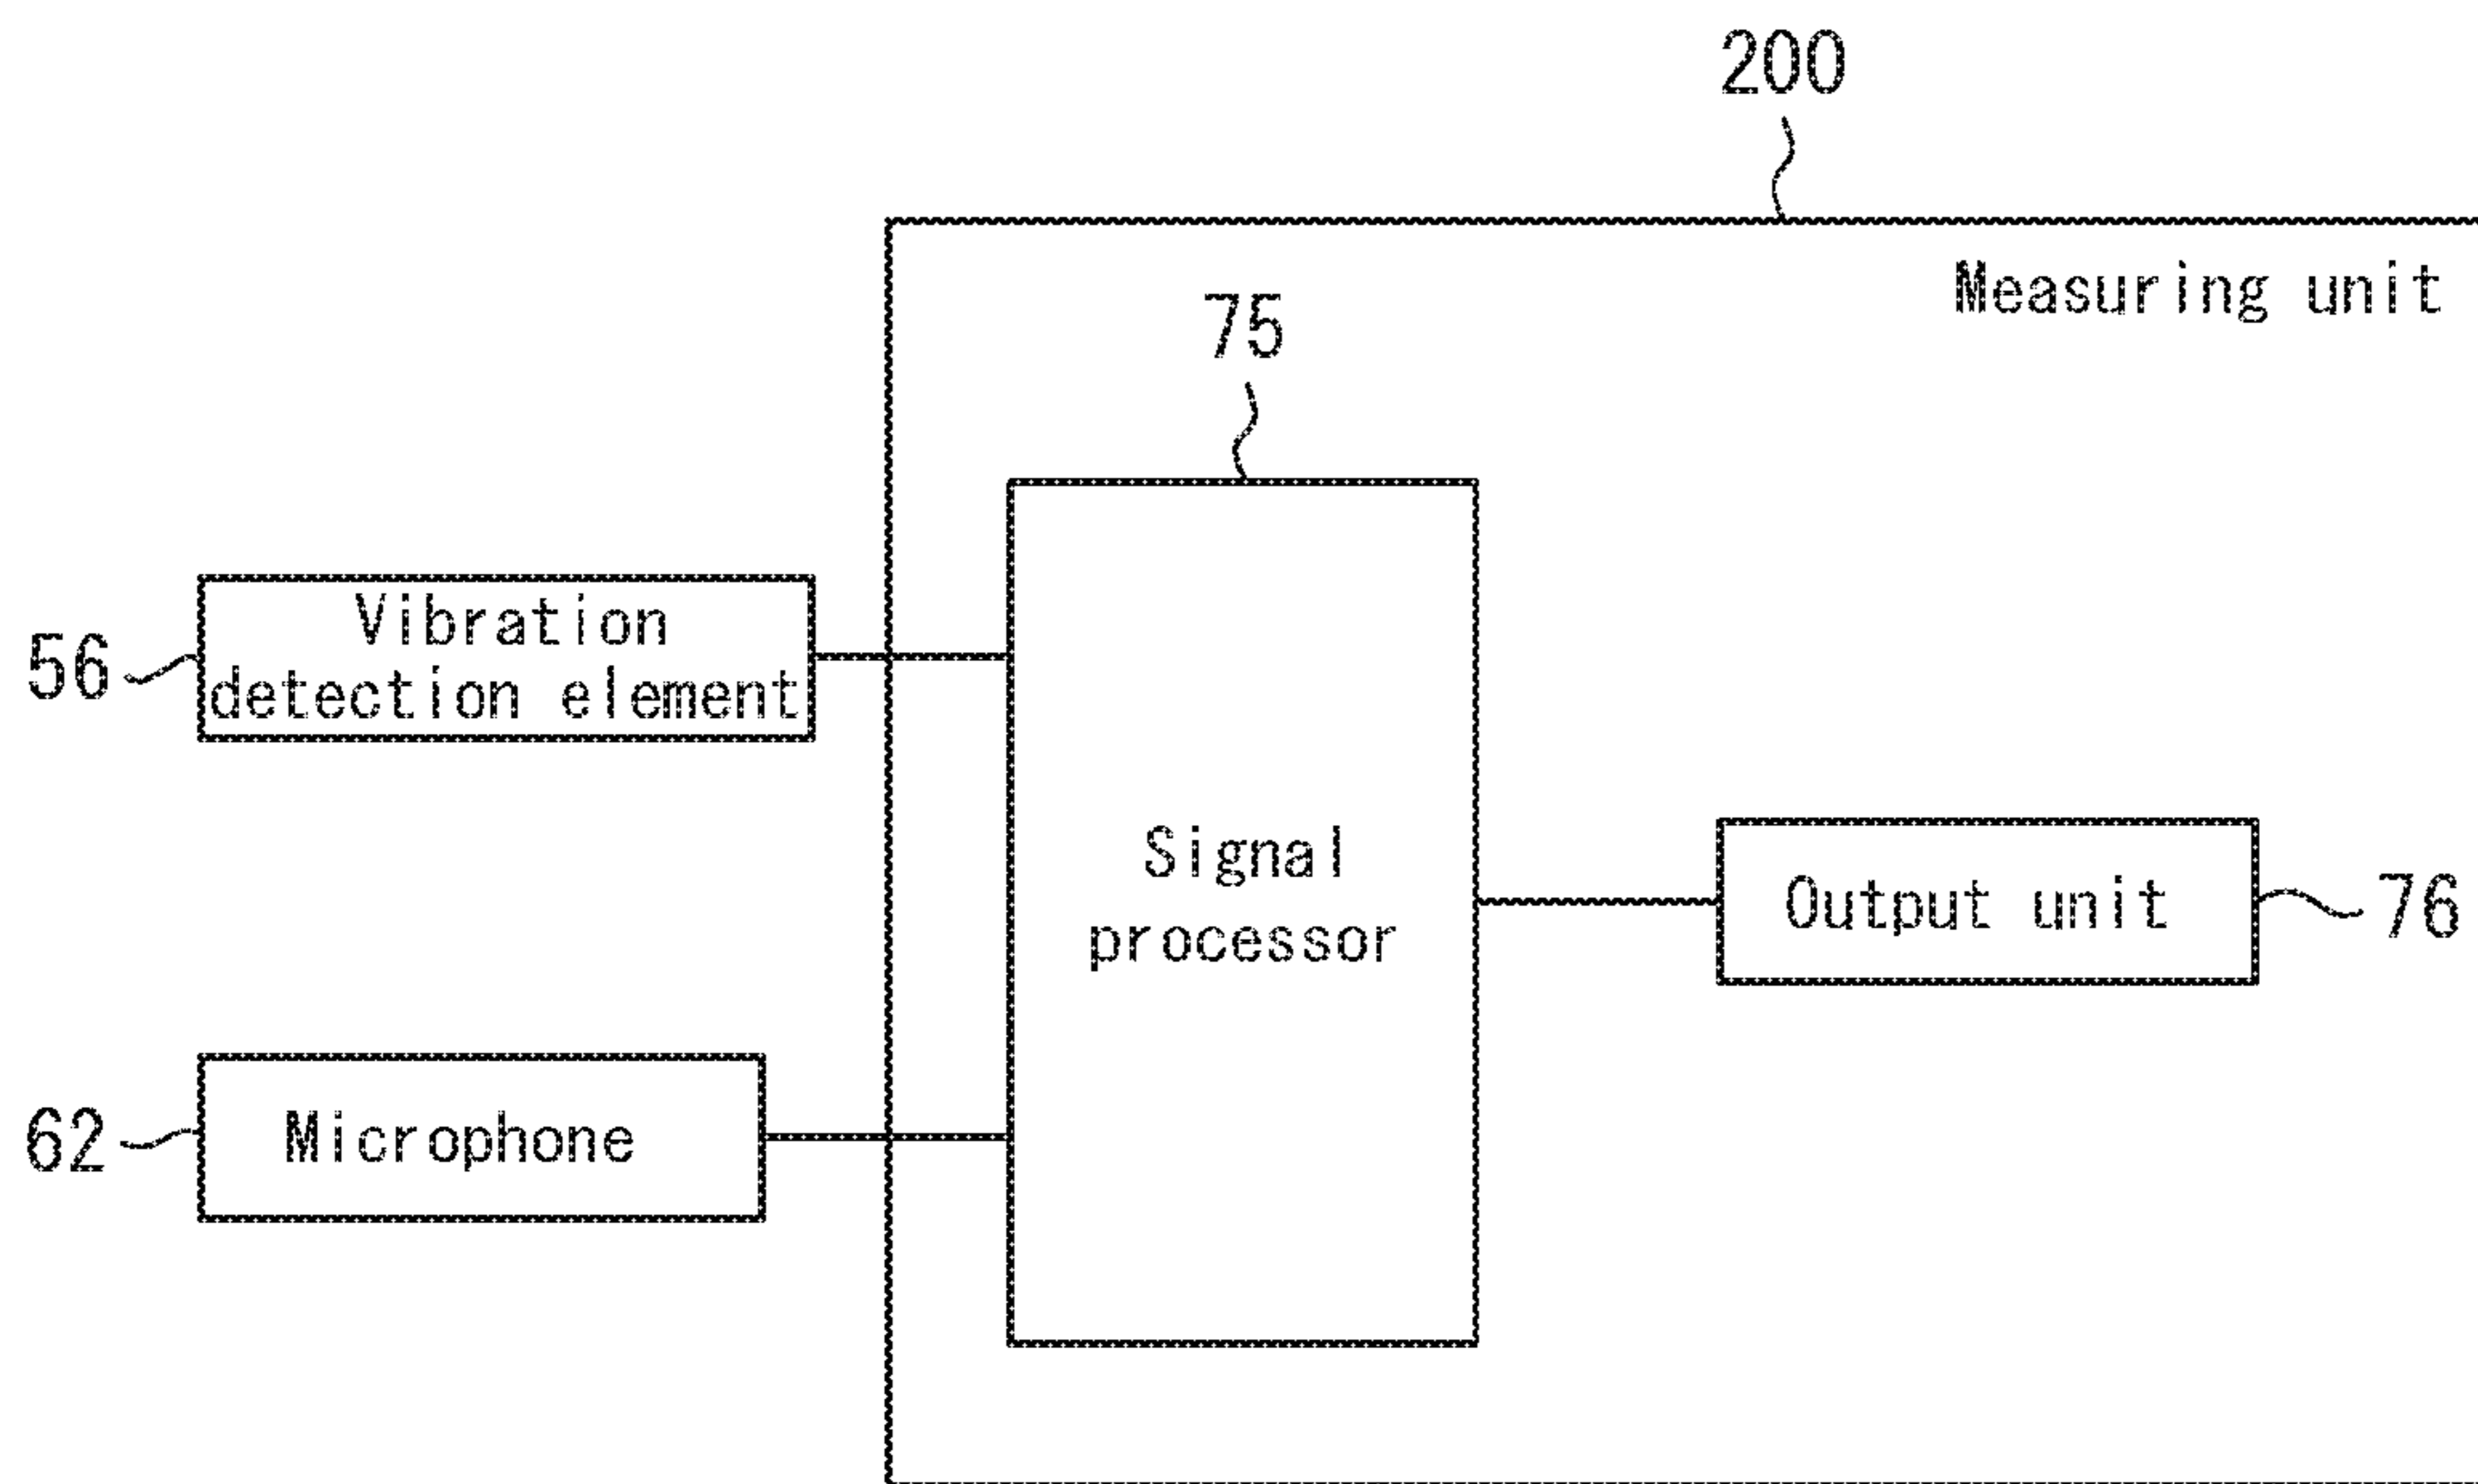 200
Measuring unit
75
Vibration
detection element
56
Signal
processor
Output unit
76
Microphone
62